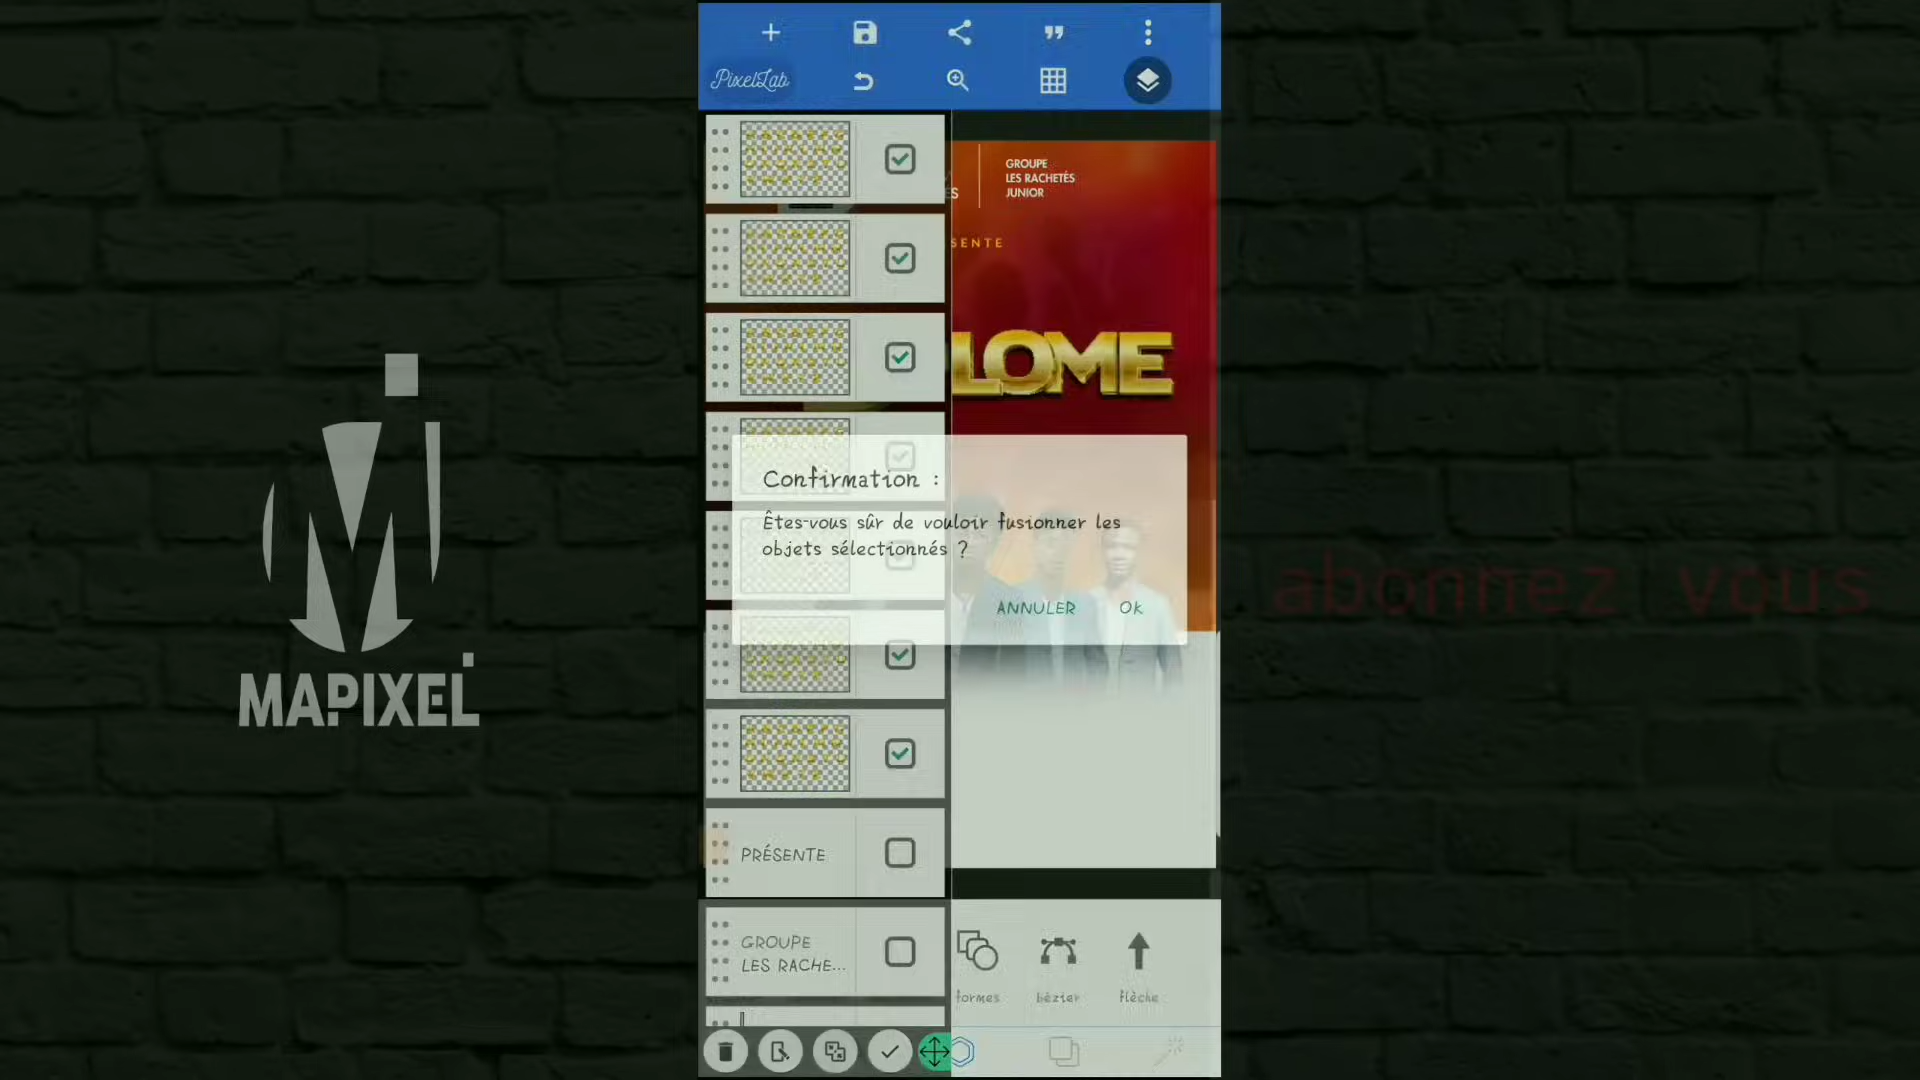 PixelLab
GROUPE
LES RACHETÉS
JUNIOR
SENTE
LOME
Confirmation :
Êtes-vous sûr de vouloir fusionner les
objets sélectionnés ?
ANNULER OK
PRÉSENTE
GROUPE
LES RACHE...
formes bézier flèche
MAPIXEL
abonnez vous